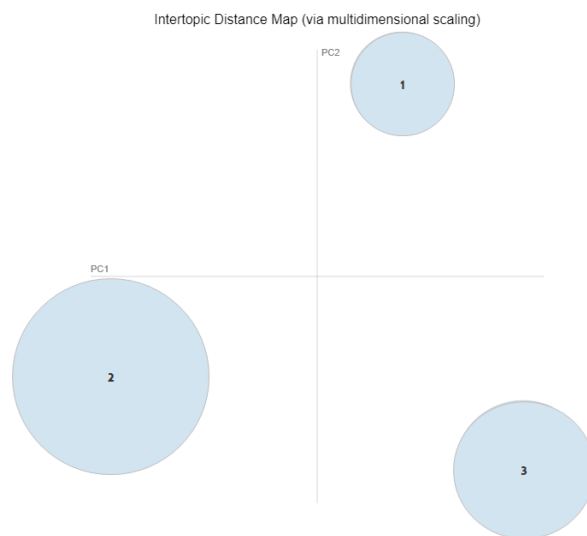 Intertopic Distance Map (via multidimensional scaling)
PC2
1
PC1
2
3